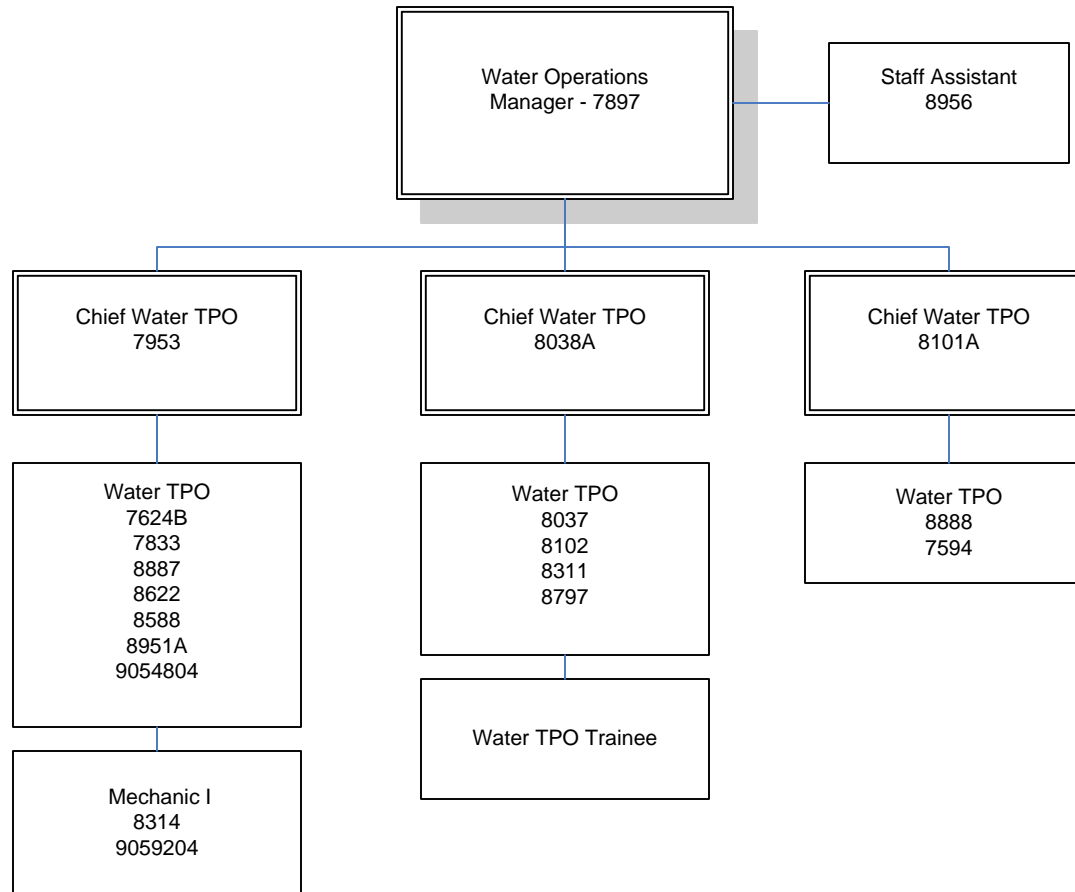 Water Operations
Manager - 7897
Staff Assistant
8956
Chief Water TPO
7953
Chief Water TPO
8038A
Chief Water TPO
8101A
Water TPO
7624B
7833
8887
8622
8588
8951A
9054804
Water TPO
8037
8102
8311
8797
Water TPO
8888
7594
Water TPO Trainee
Mechanic I
8314
9059204